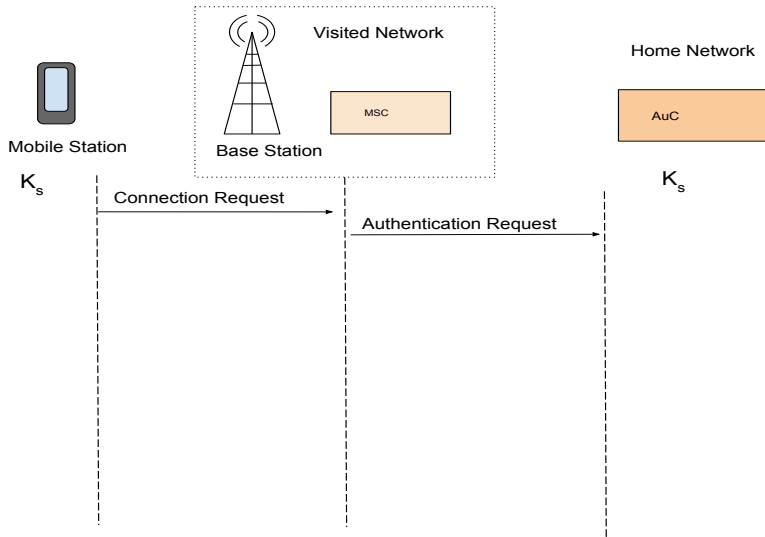 Visited Network
Home Network
MSC
AuC
Mobile Station
Base Station
Ks
Ks
Connection Request
Authentication Request